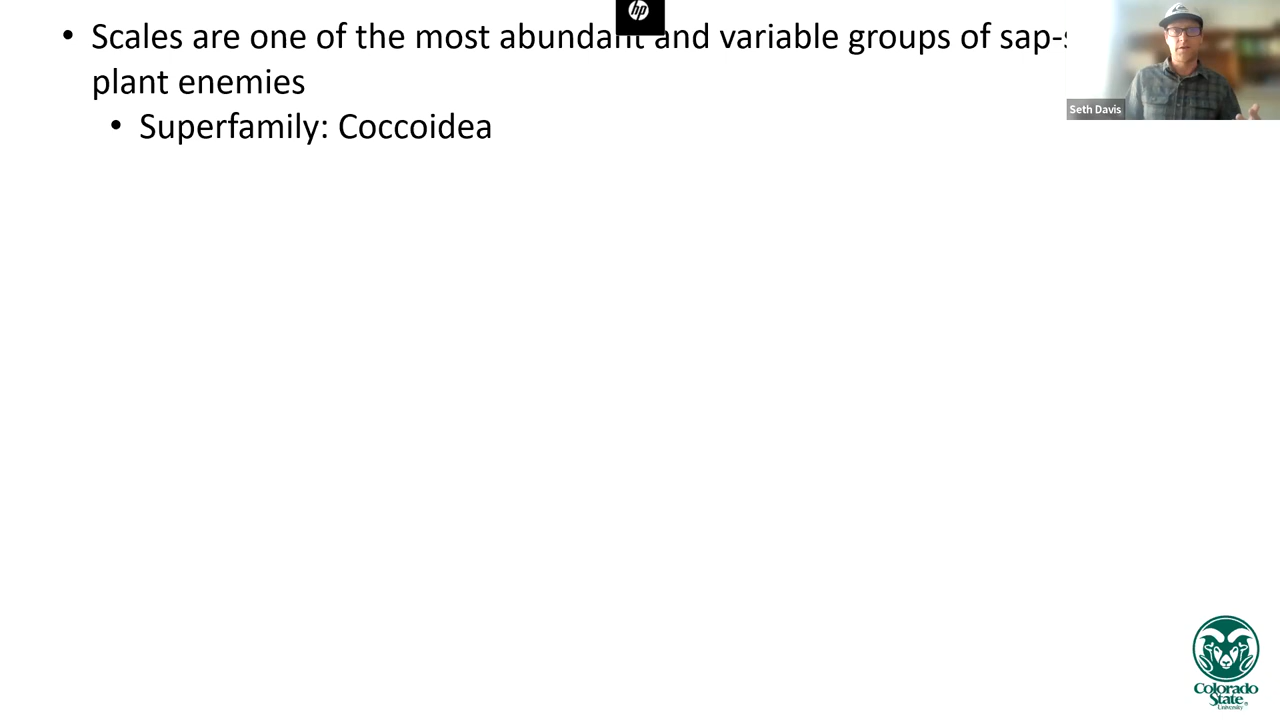 • Scales are one of the most abundant and variable groups of sap-
plant enemies
• Superfamily: Coccoidea
hp
Seth Davis
Colorado
State
University